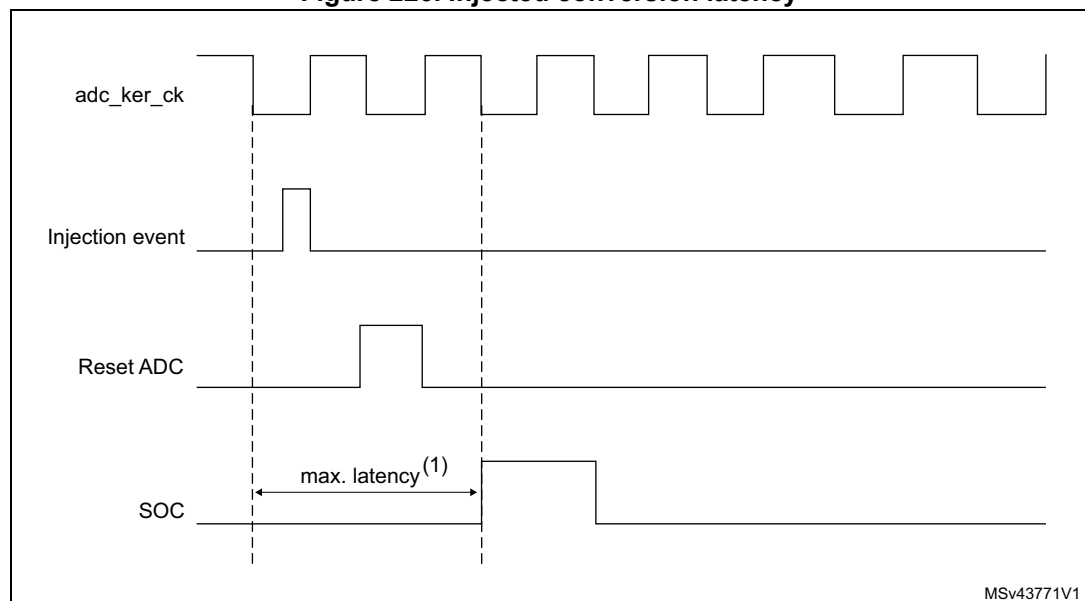 adc_ker_ck
Injection event
Reset ADC
max. latency(1)
SOC
MSv43771V1